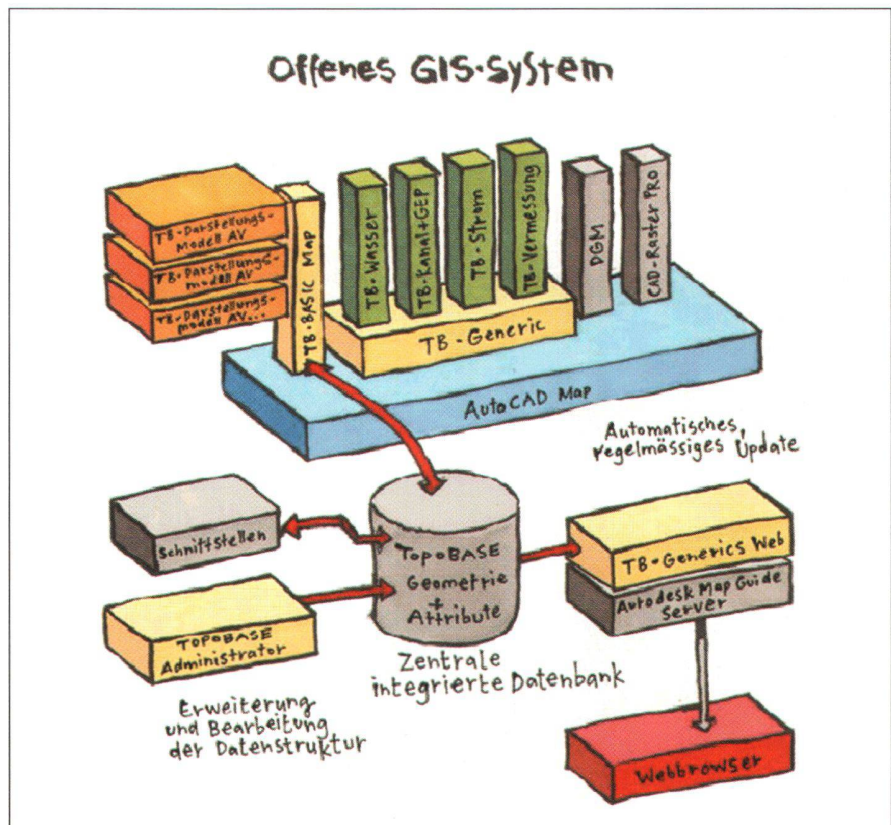 Offenes GIS-System
TB-Darstellungs-
modell AV
TB-Darstellungs-
modell AV
TB-Darstellungs-
modell AV...
TB-BASIC Map
TB-Wasser
TB-Kanal+GEP
TB-Strom
TB-Vermessung
DGM
CAD-Raster PRO
TB-Generic
AutoCAD Map
Automatisches,
regelmässiges Update
Schnittstellen
TOPOBASE
Administrator
TopoBASE
Geometrie
+
Attribute
TB-Generics Web
Autodesk Map Guide
Server
Zentrale
integrierte Datenbank
Erweiterung
und Bearbeitung
der Datenstruktur
Webbrowser